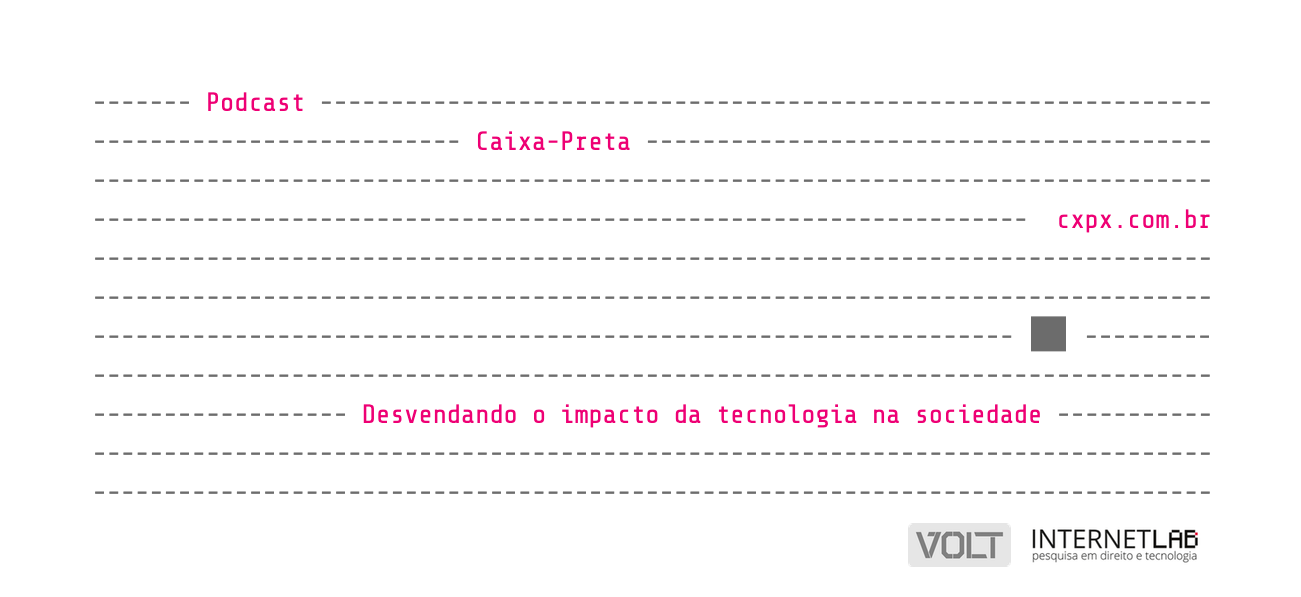 Podcast
Caixa-Preta
cxpx.com.br
Desvendando o impacto da tecnologia na sociedade
VOLT
INTERNETLAB
pesquisa em direito e tecnologia